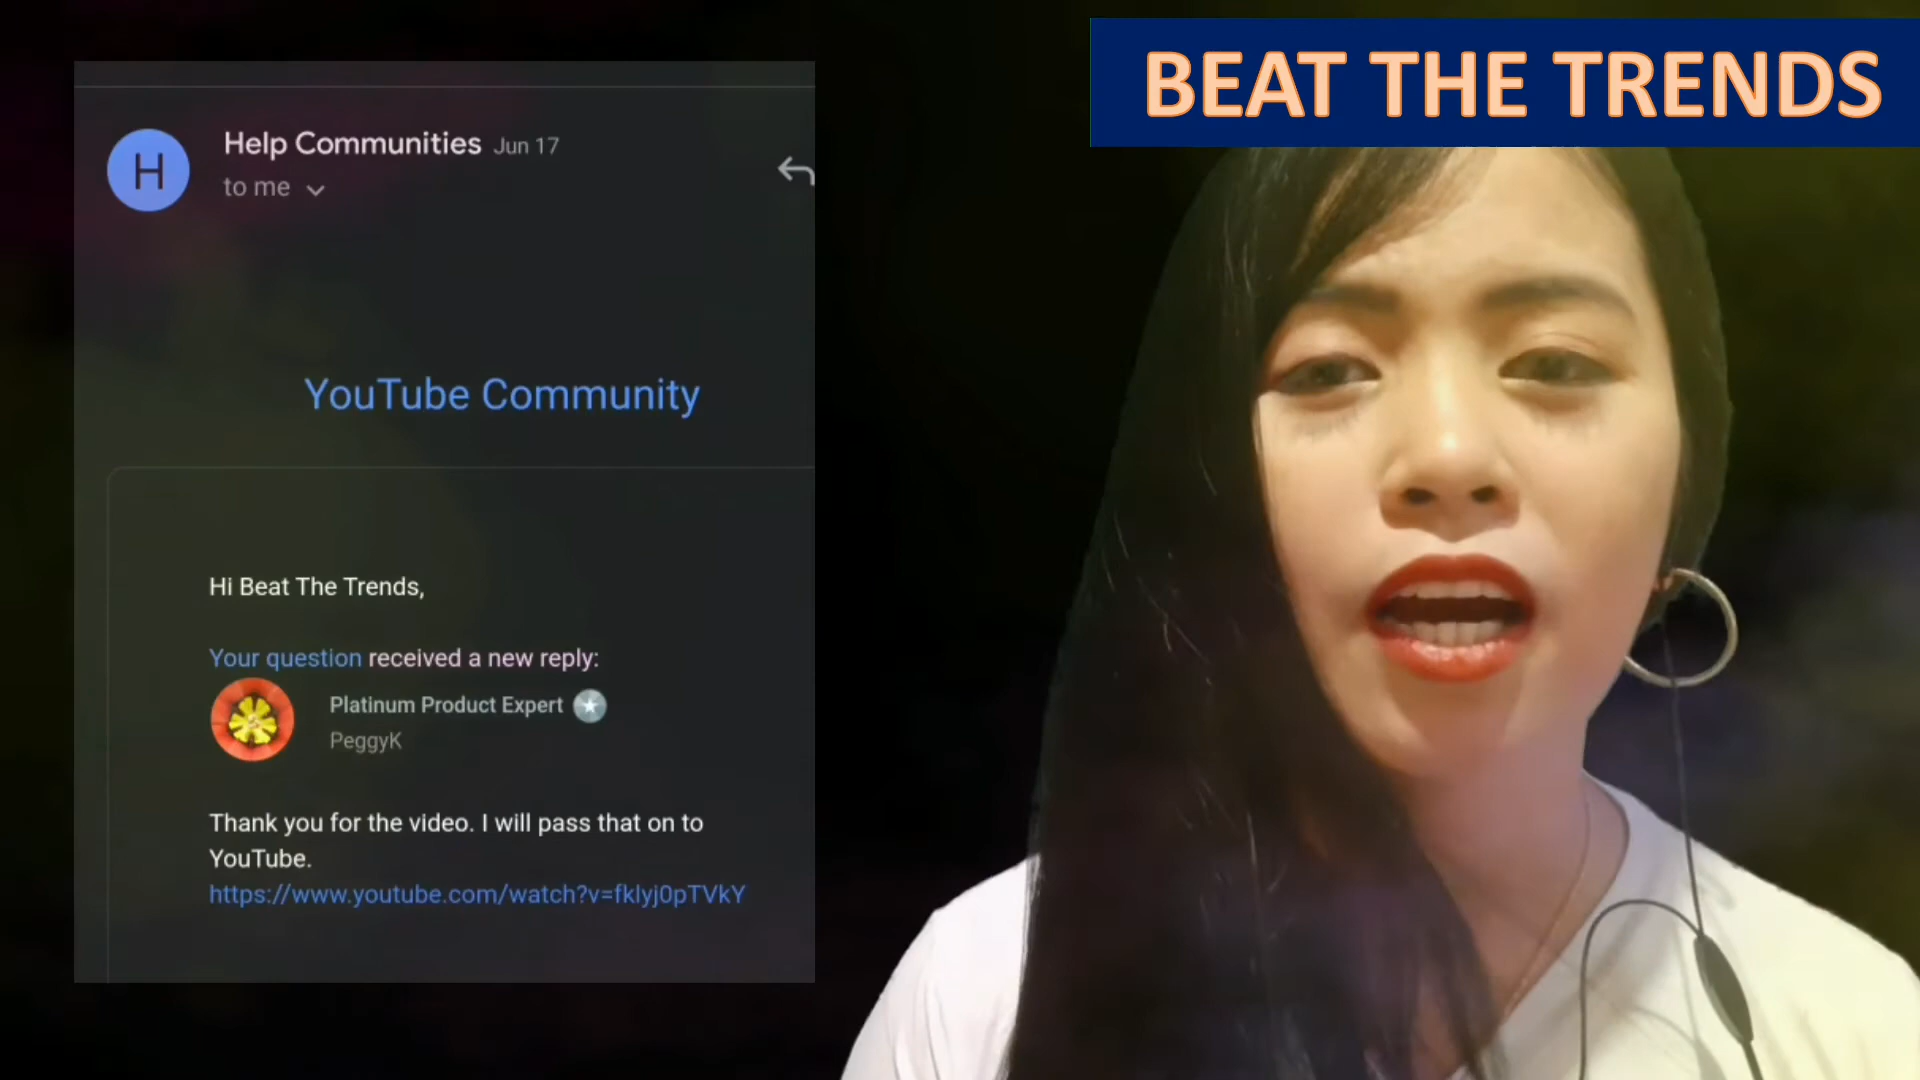 BEAT THE TRENDS
H
Help Communities Jun 17
to me
YouTube Community
Hi Beat The Trends,
Your question received a new reply:
Platinum Product Expert
PeggyK
Thank you for the video. I will pass that on to
YouTube.
https://www.youtube.com/watch?v=fklyj0pTVkY